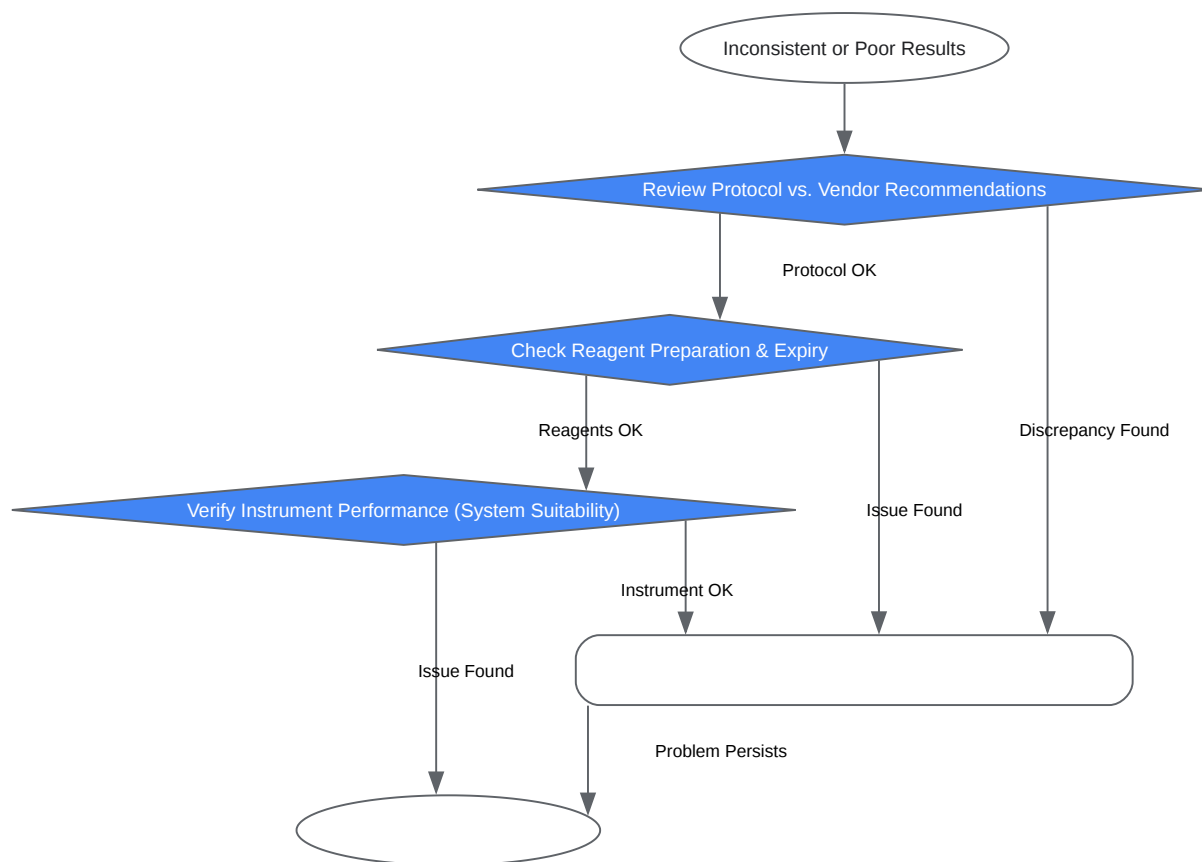 Inconsistent or Poor Results
Review Protocol vs. Vendor Recommendations
Protocol OK
Check Reagent Preparation & Expiry
Reagents OK
Discrepancy Found
Verify Instrument Performance (System Suitability)
Issue Found
Instrument OK
Issue Found
Problem Persists